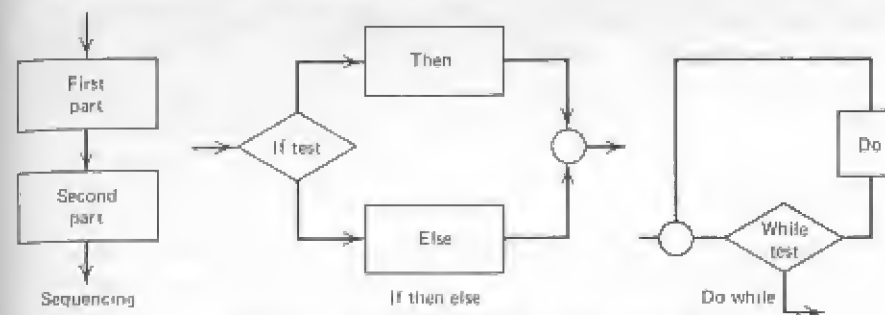 First
part
Second
part
Sequencing
If test
Then
Else
If then else
Do
While
test
Do while